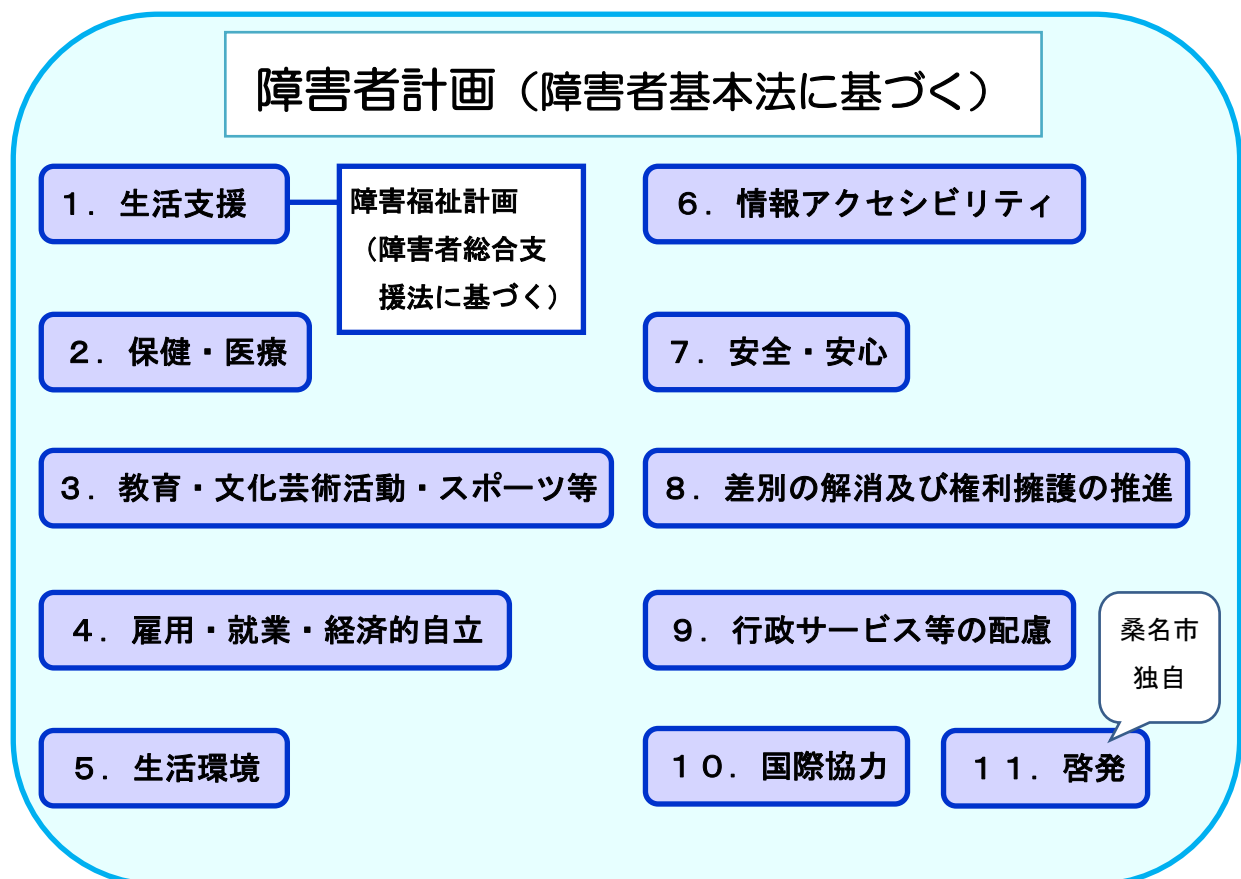 障害者計画（障害者基本法に基づく）
１．生活支援
障害福祉計画
（障害者総合支
援法に基づく）
２．保健・医療
３．教育・文化芸術活動・スポーツ等
４．雇用・就業・経済的自立
５．生活環境
６．情報アクセシビリティ
７．安全・安心
８．差別の解消及び権利擁護の推進
９．行政サービス等の配慮
１０．国際協力
１１．啓発
桑名市
独自